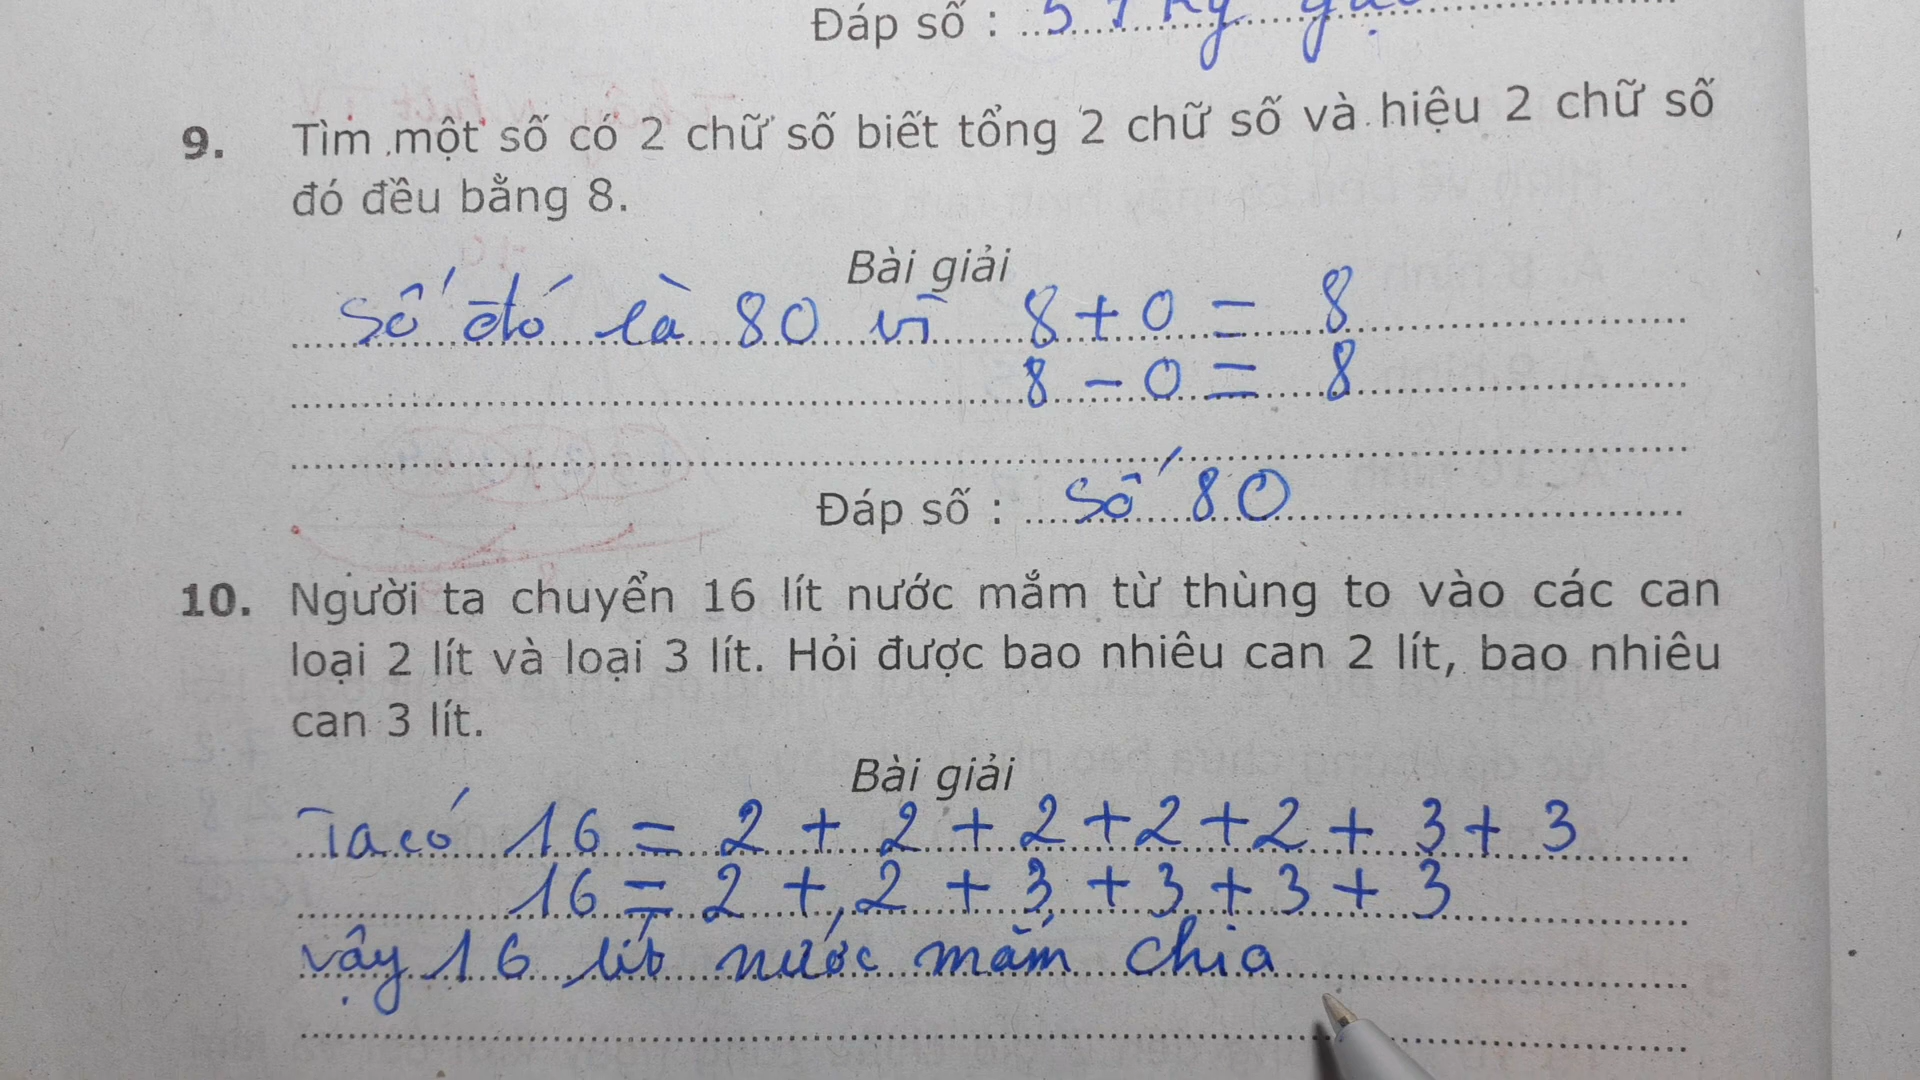 Đáp số : 57 kg gạo
9. Tìm một số có 2 chữ số biết tổng 2 chữ số và hiệu 2 chữ số
đó đều bằng 8.
Bài giải
Số đó là 80 vì 8 + 0 = 8
8 - 0 = 8
Đáp số : Số 80
10. Người ta chuyển 16 lít nước mắm từ thùng to vào các can
loại 2 lít và loại 3 lít. Hỏi được bao nhiêu can 2 lít, bao nhiêu
can 3 lít.
Bài giải
Ta có 16 = 2 + 2 + 2 + 2 + 2 + 3 + 3
16 = 2 + 2 + 3 + 3 + 3 + 3
Vậy 16 lít nước mắm chia